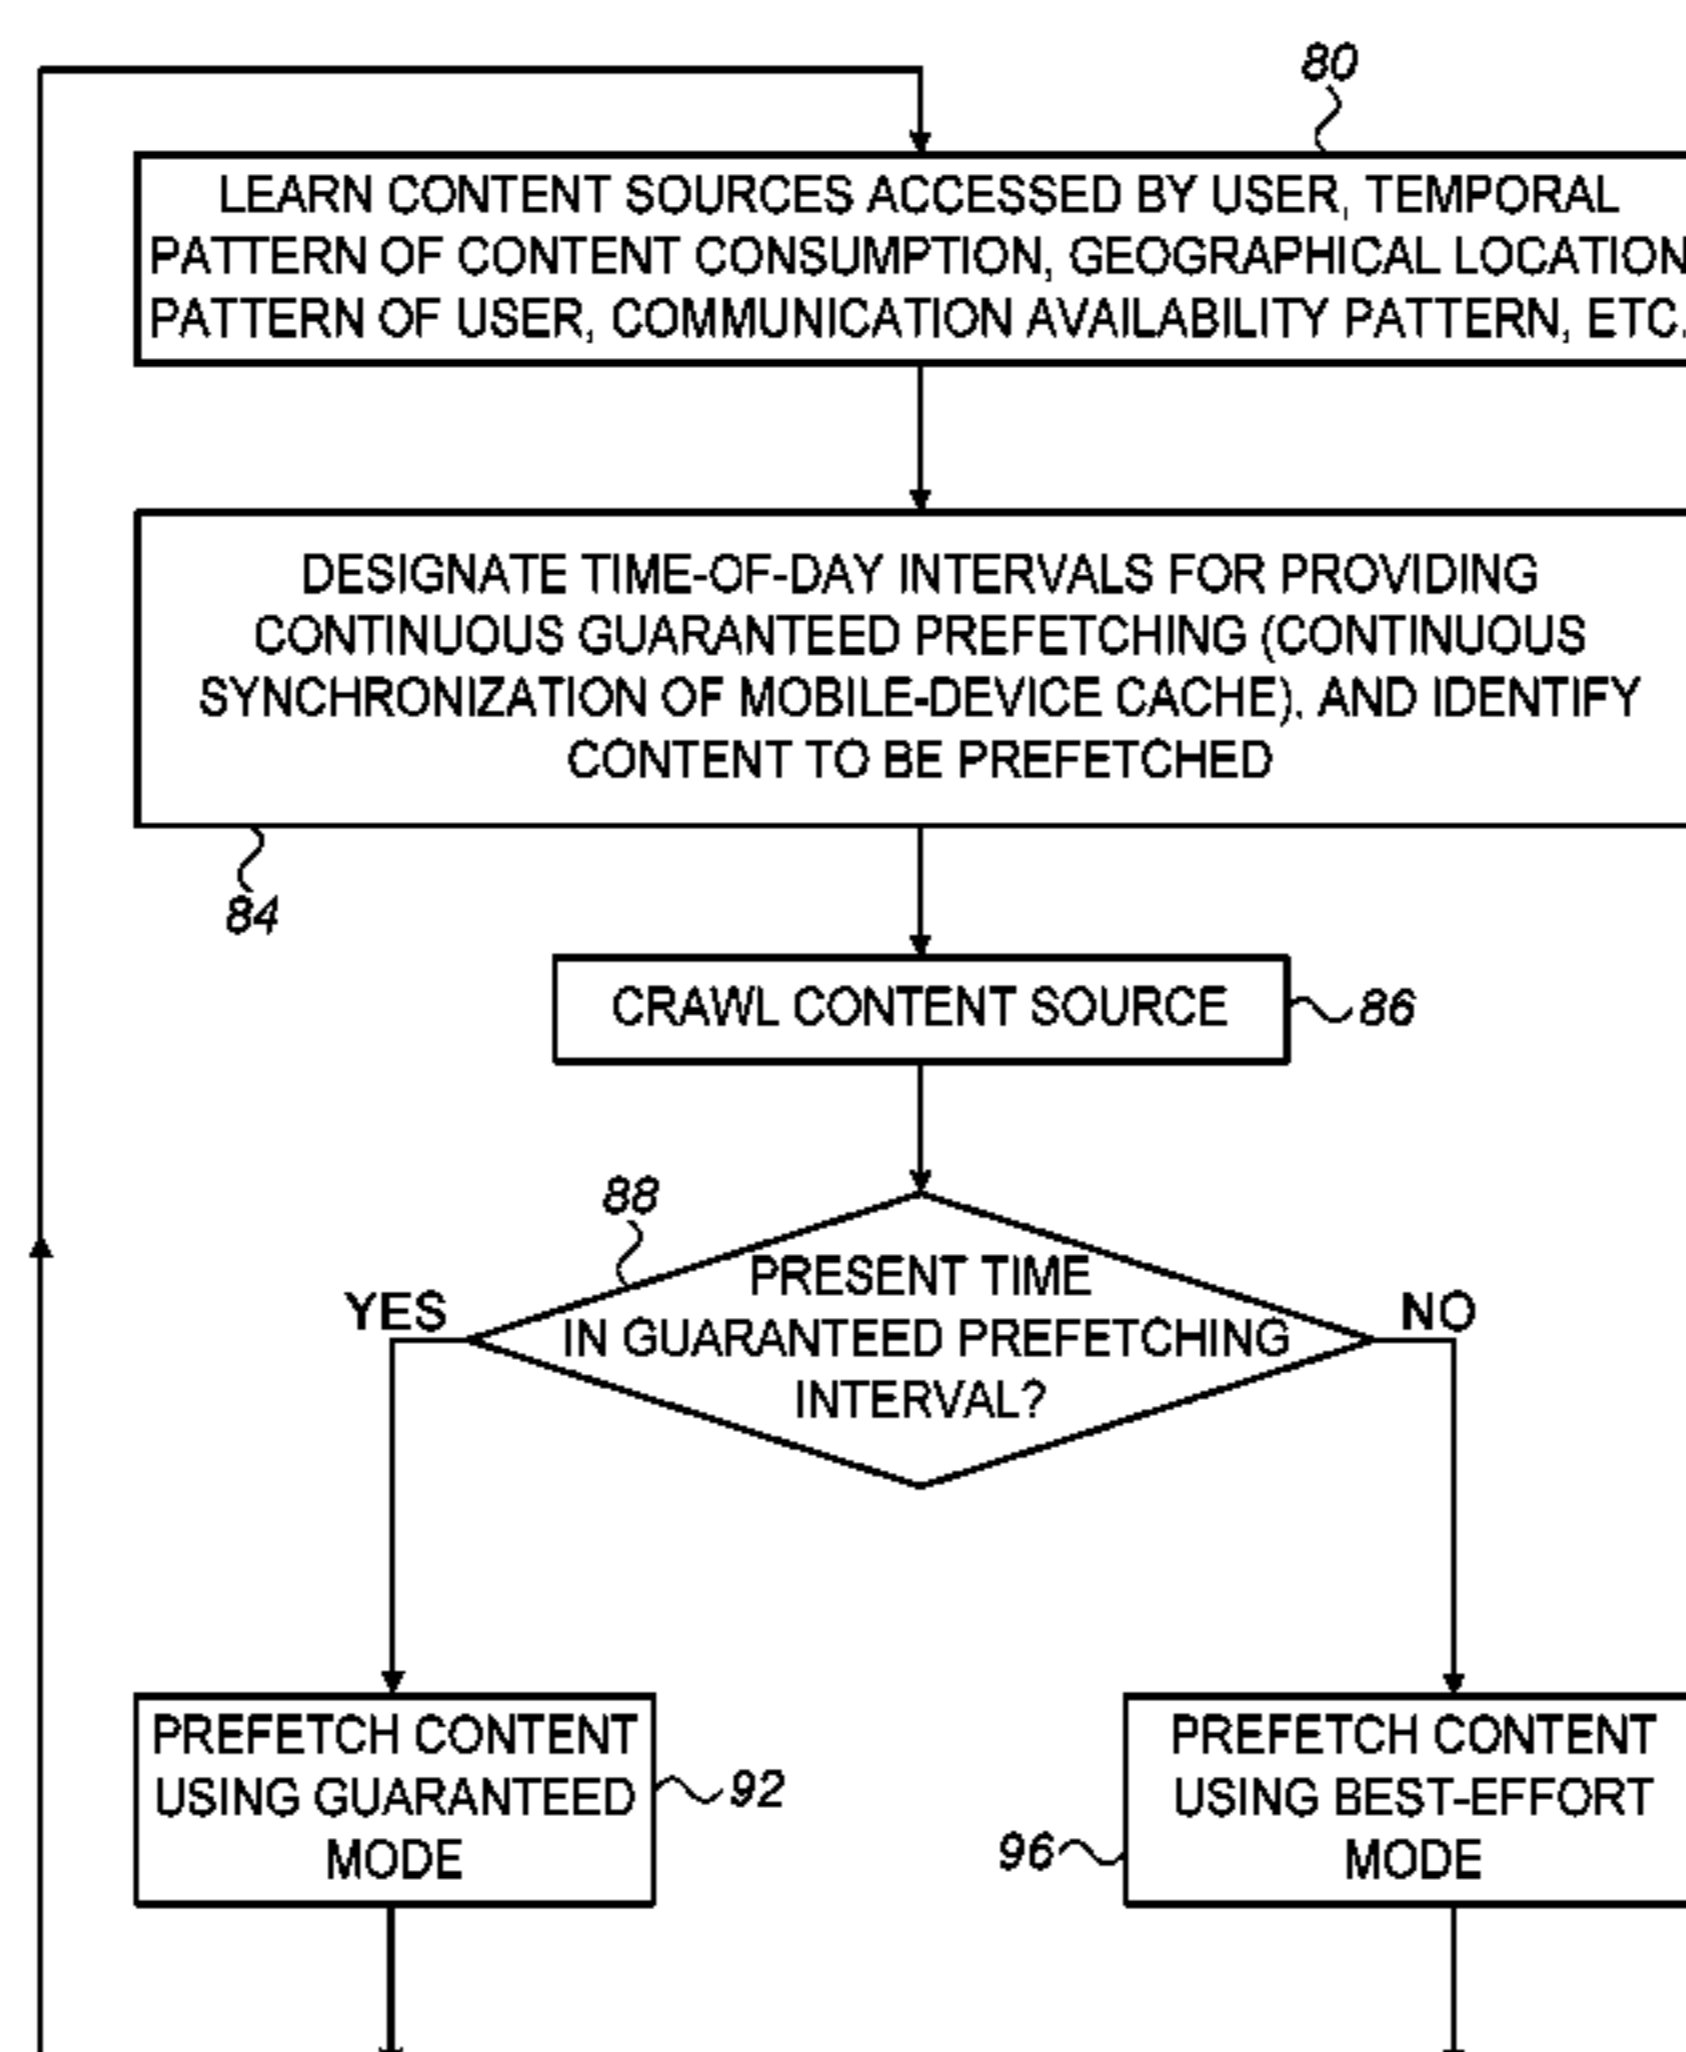 80
LEARN CONTENT SOURCES ACCESSED BY USER, TEMPORAL
PATTERN OF CONTENT CONSUMPTION, GEOGRAPHICAL LOCATION
PATTERN OF USER, COMMUNICATION AVAILABILITY PATTERN, ETC.
DESIGNATE TIME-OF-DAY INTERVALS FOR PROVIDING
CONTINUOUS GUARANTEED PREFETCHING (CONTINUOUS
SYNCHRONIZATION OF MOBILE-DEVICE CACHE), AND IDENTIFY
CONTENT TO BE PREFETCHED
84
CRAWL CONTENT SOURCE
86
88
PRESENT TIME
IN GUARANTEED PREFETCHING
INTERVAL?
YES
NO
PREFETCH CONTENT
USING GUARANTEED
MODE
92
PREFETCH CONTENT
USING BEST-EFFORT
MODE
96